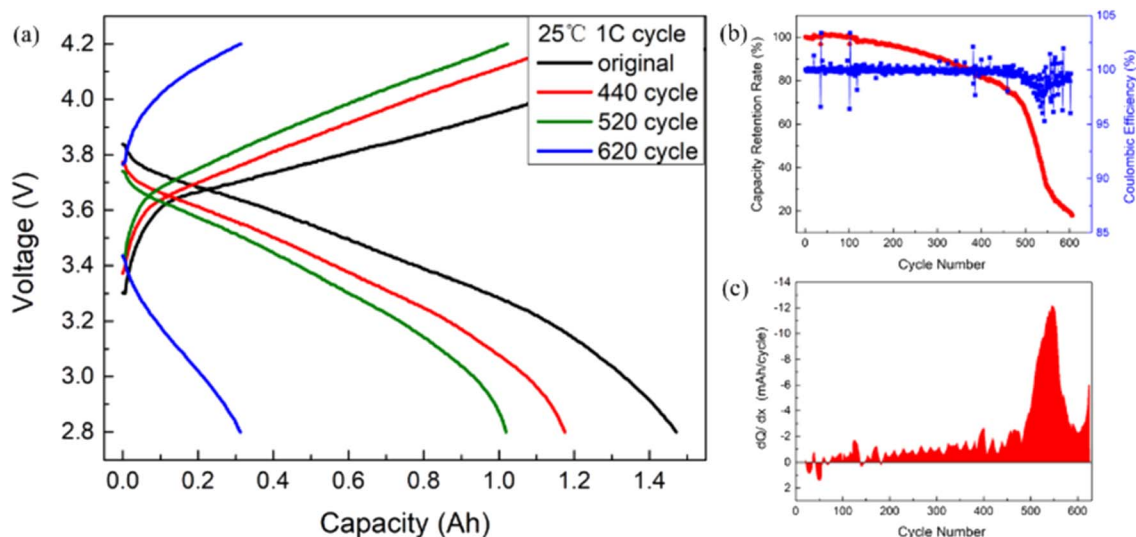 (a)
25℃ 1C cycle
original
440 cycle
520 cycle
620 cycle
4.2
4.0
3.8
3.6
3.4
3.2
3.0
2.8
Voltage (V)
0.0 0.2 0.4 0.6 0.8 1.0 1.2 1.4
Capacity (Ah)
(b)
100
80
60
40
20
Capacity Retention Rate (%)
105
100
95
90
85
Coulombic Efficiency (%)
0 100 200 300 400 500 600
Cycle Number
(c)
-14
-12
-10
-8
-6
-4
-2
0
2
dQ/ dx (mAh/cycle)
0 100 200 300 400 500 600
Cycle Number